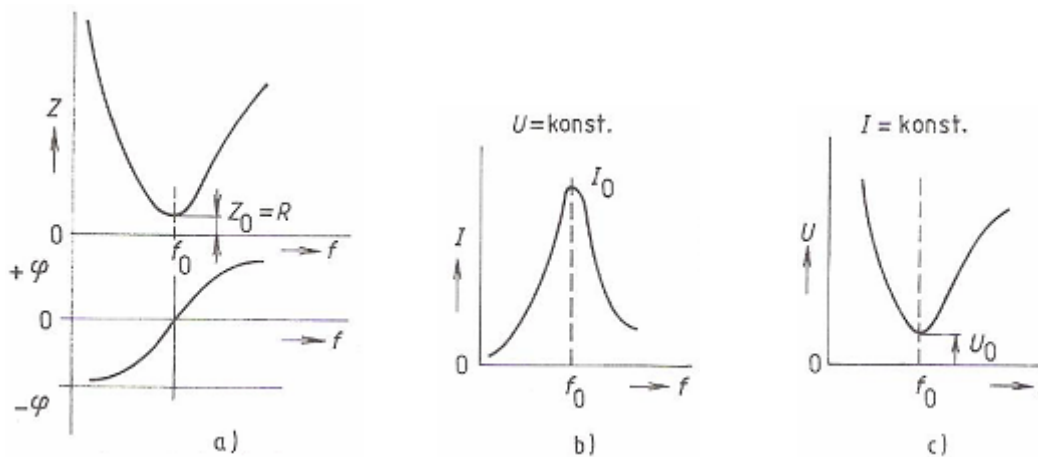 Z
0
Z₀ = R
f₀
f
+φ
0
f
-φ
a)
U = konst.
I
I₀
0
f₀
f
b)
I = konst.
U
0
U₀
f₀
c)